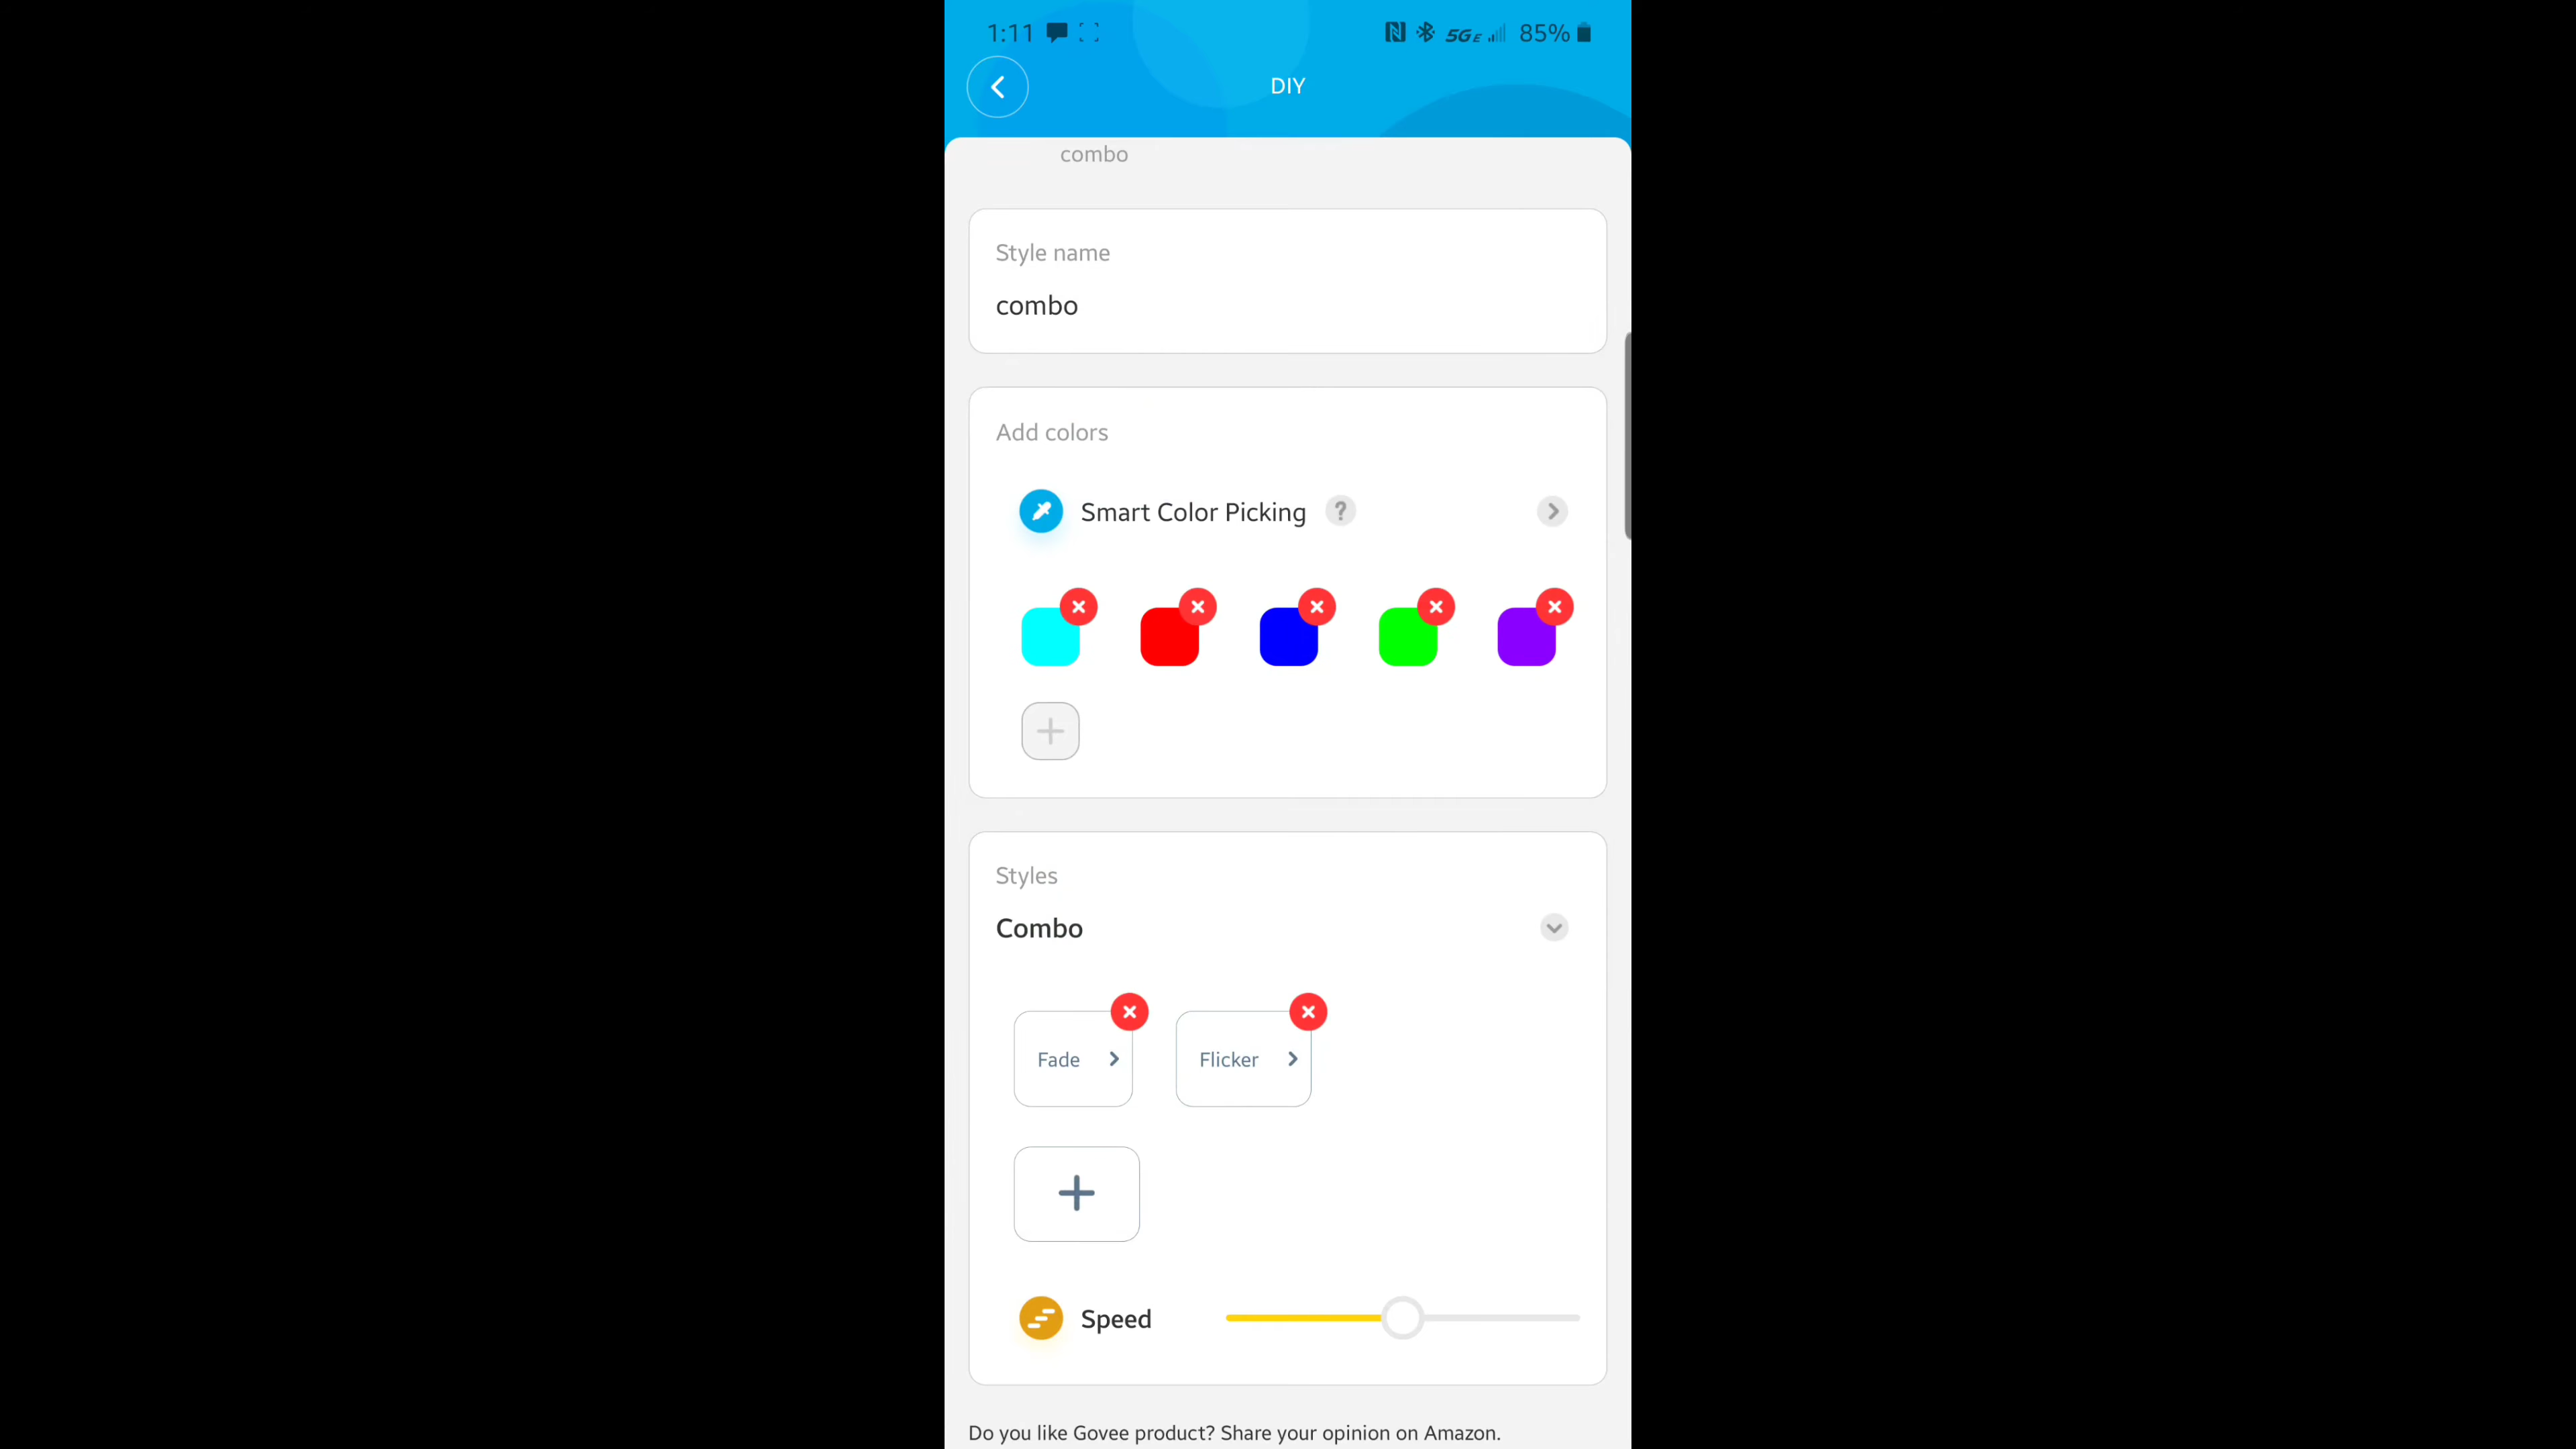 1:11 5GE 85%
DIY
combo
Style name
combo
Add colors
Smart Color Picking ?
Styles
Combo
Fade Flicker
Speed
Do you like Govee product? Share your opinion on Amazon.